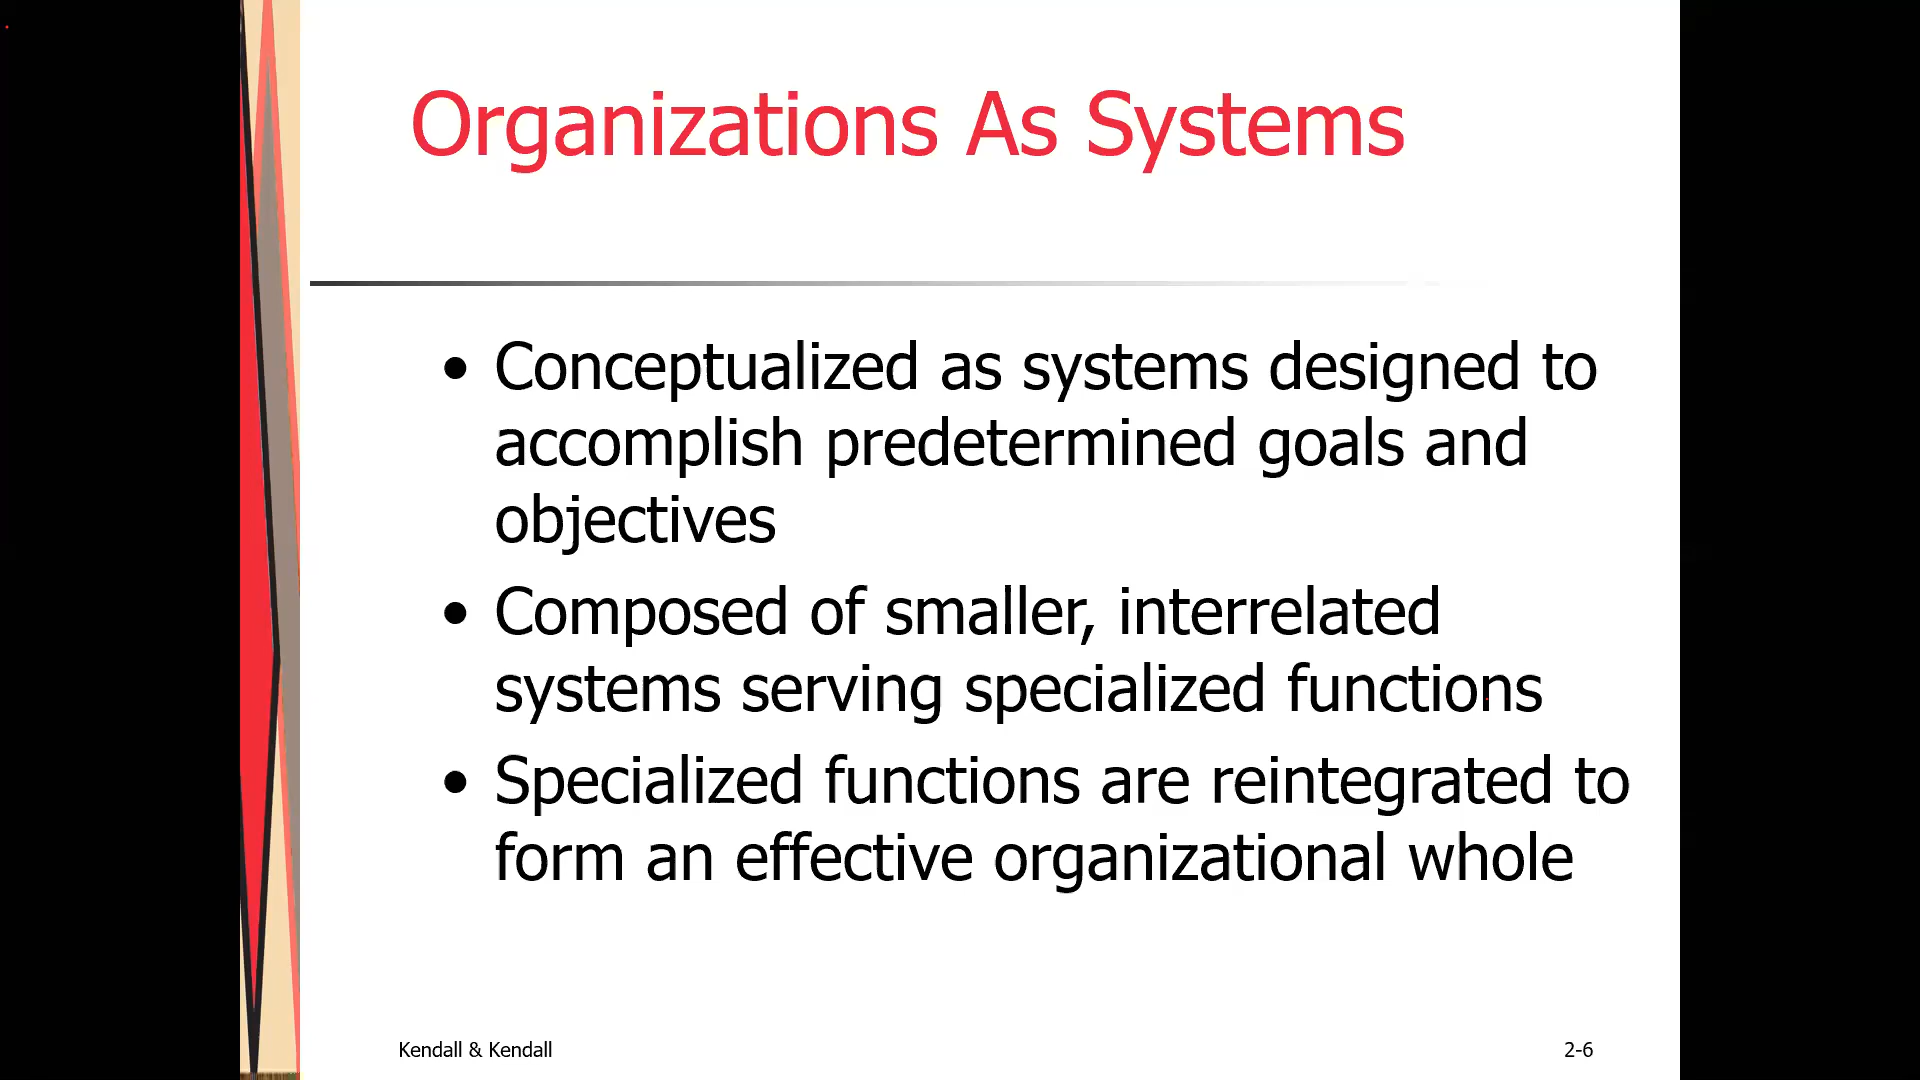 Organizations As Systems
• Conceptualized as systems designed to
accomplish predetermined goals and
objectives
• Composed of smaller, interrelated
systems serving specialized functions
• Specialized functions are reintegrated to
form an effective organizational whole
Kendall & Kendall
2-6